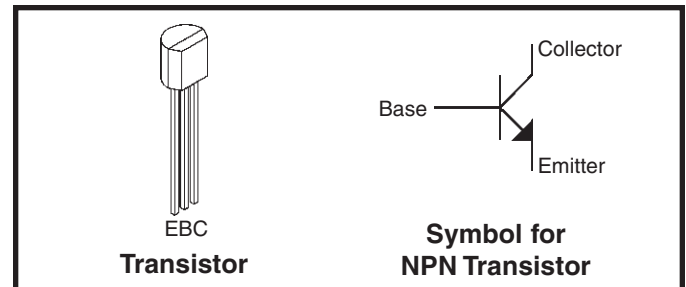 EBC
Transistor
Collector
Base
Emitter
Symbol for
NPN Transistor